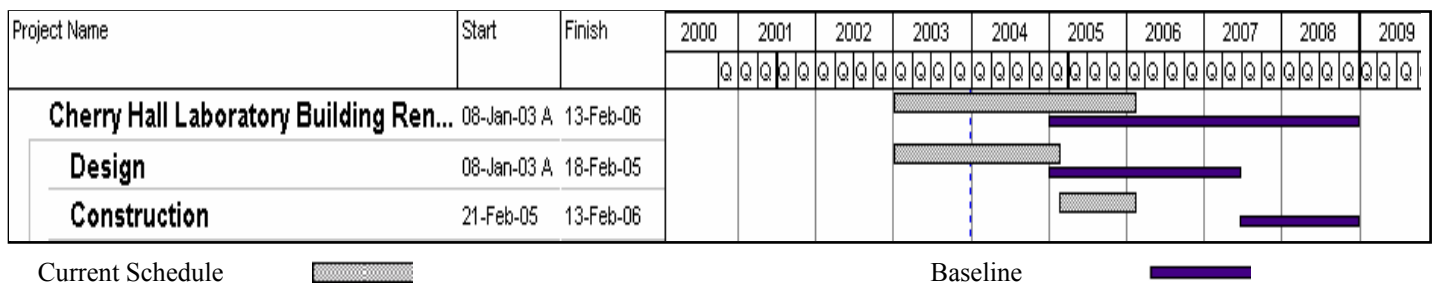 Project Name Start Finish 2000 2001 2002 2003 2004 2005 2006 2007 2008 2009
Q Q Q Q Q Q Q Q Q Q Q Q Q Q Q Q Q Q Q Q Q Q Q Q Q Q Q Q Q Q Q Q Q Q Q Q
Cherry Hall Laboratory Building Ren... 08-Jan-03 A 13-Feb-06
Design 08-Jan-03 A 18-Feb-05
Construction 21-Feb-05 13-Feb-06
Current Schedule Baseline